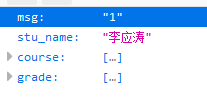 msg: "1"
stu_name: "李应涛"
course: […]
grade: […]